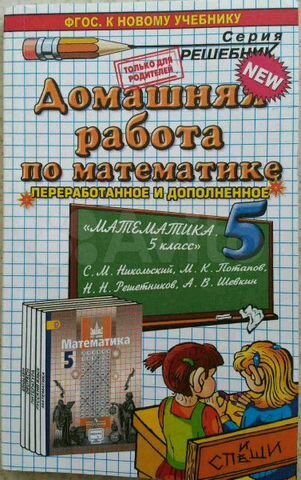 ФГОС. К НОВОМУ УЧЕБНИКУ
Серия
РЕШЕБНИК
ТОЛЬКО ДЛЯ
РОДИТЕЛЕЙ
NEW
Домашняя
работа
по математике
ПЕРЕРАБОТАННОЕ И ДОПОЛНЕННОЕ
«МАТЕМАТИКА.
5 класс»
5
С. М. Никольский, М. К. Потапов,
Н. Н. Решетников, А. В. Шевкин
Математика
5
И
СПЕШИ